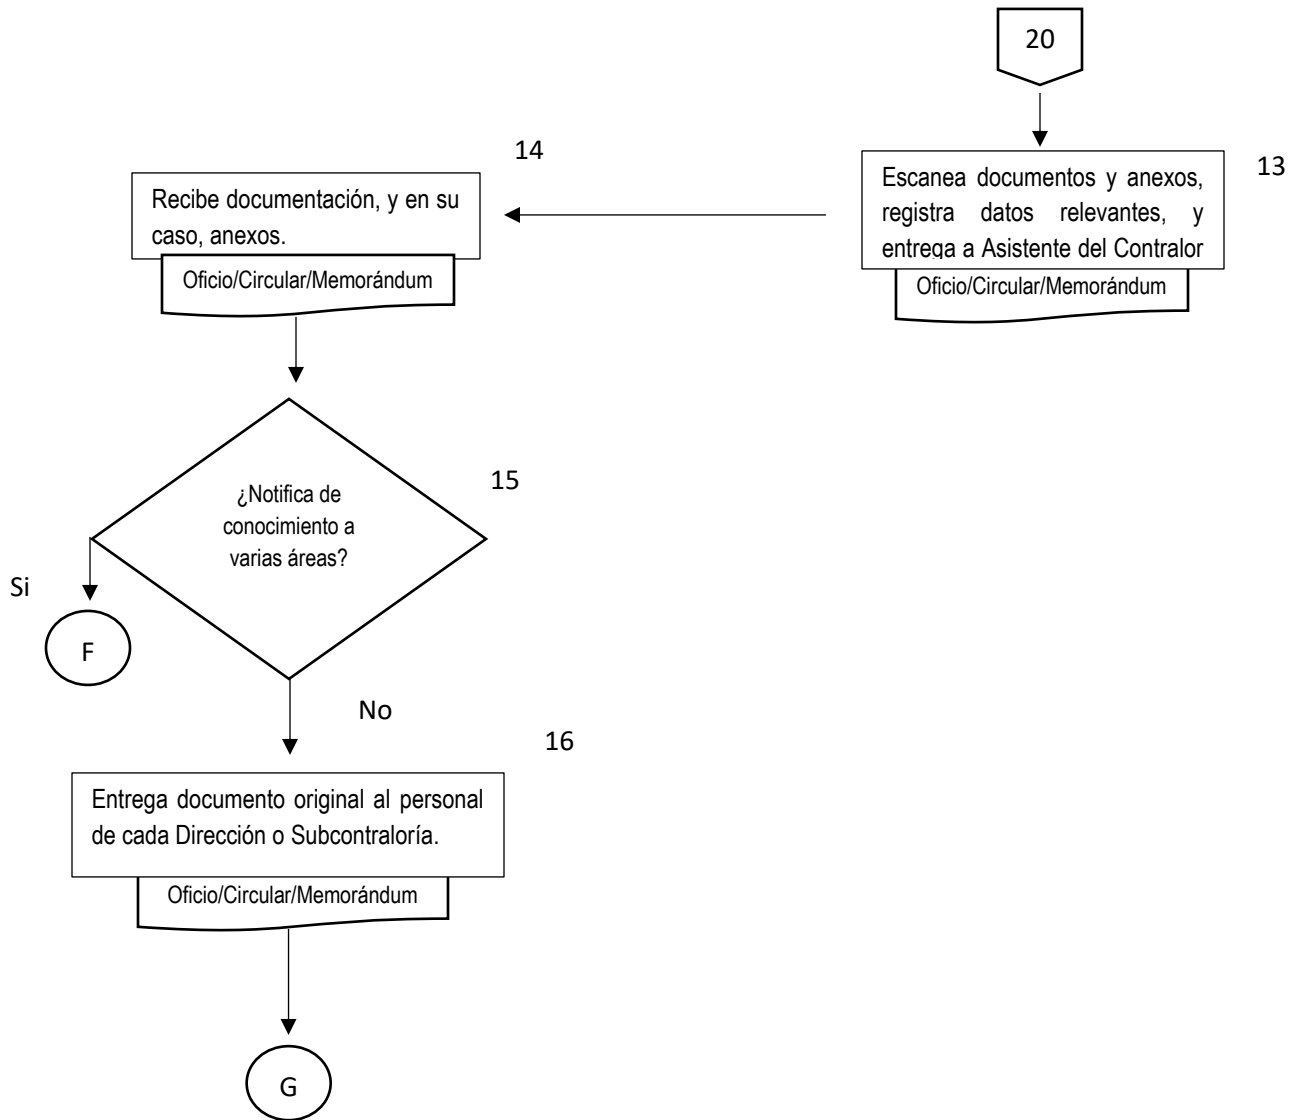 20
13
Escanea documentos y anexos,
registra datos relevantes, y
entrega a Asistente del Contralor
Oficio/Circular/Memorándum
14
Recibe documentación, y en su
caso, anexos.
Oficio/Circular/Memorándum
15
¿Notifica de
conocimiento a
varias áreas?
Si
F
No
16
Entrega documento original al personal
de cada Dirección o Subcontraloría.
Oficio/Circular/Memorándum
G